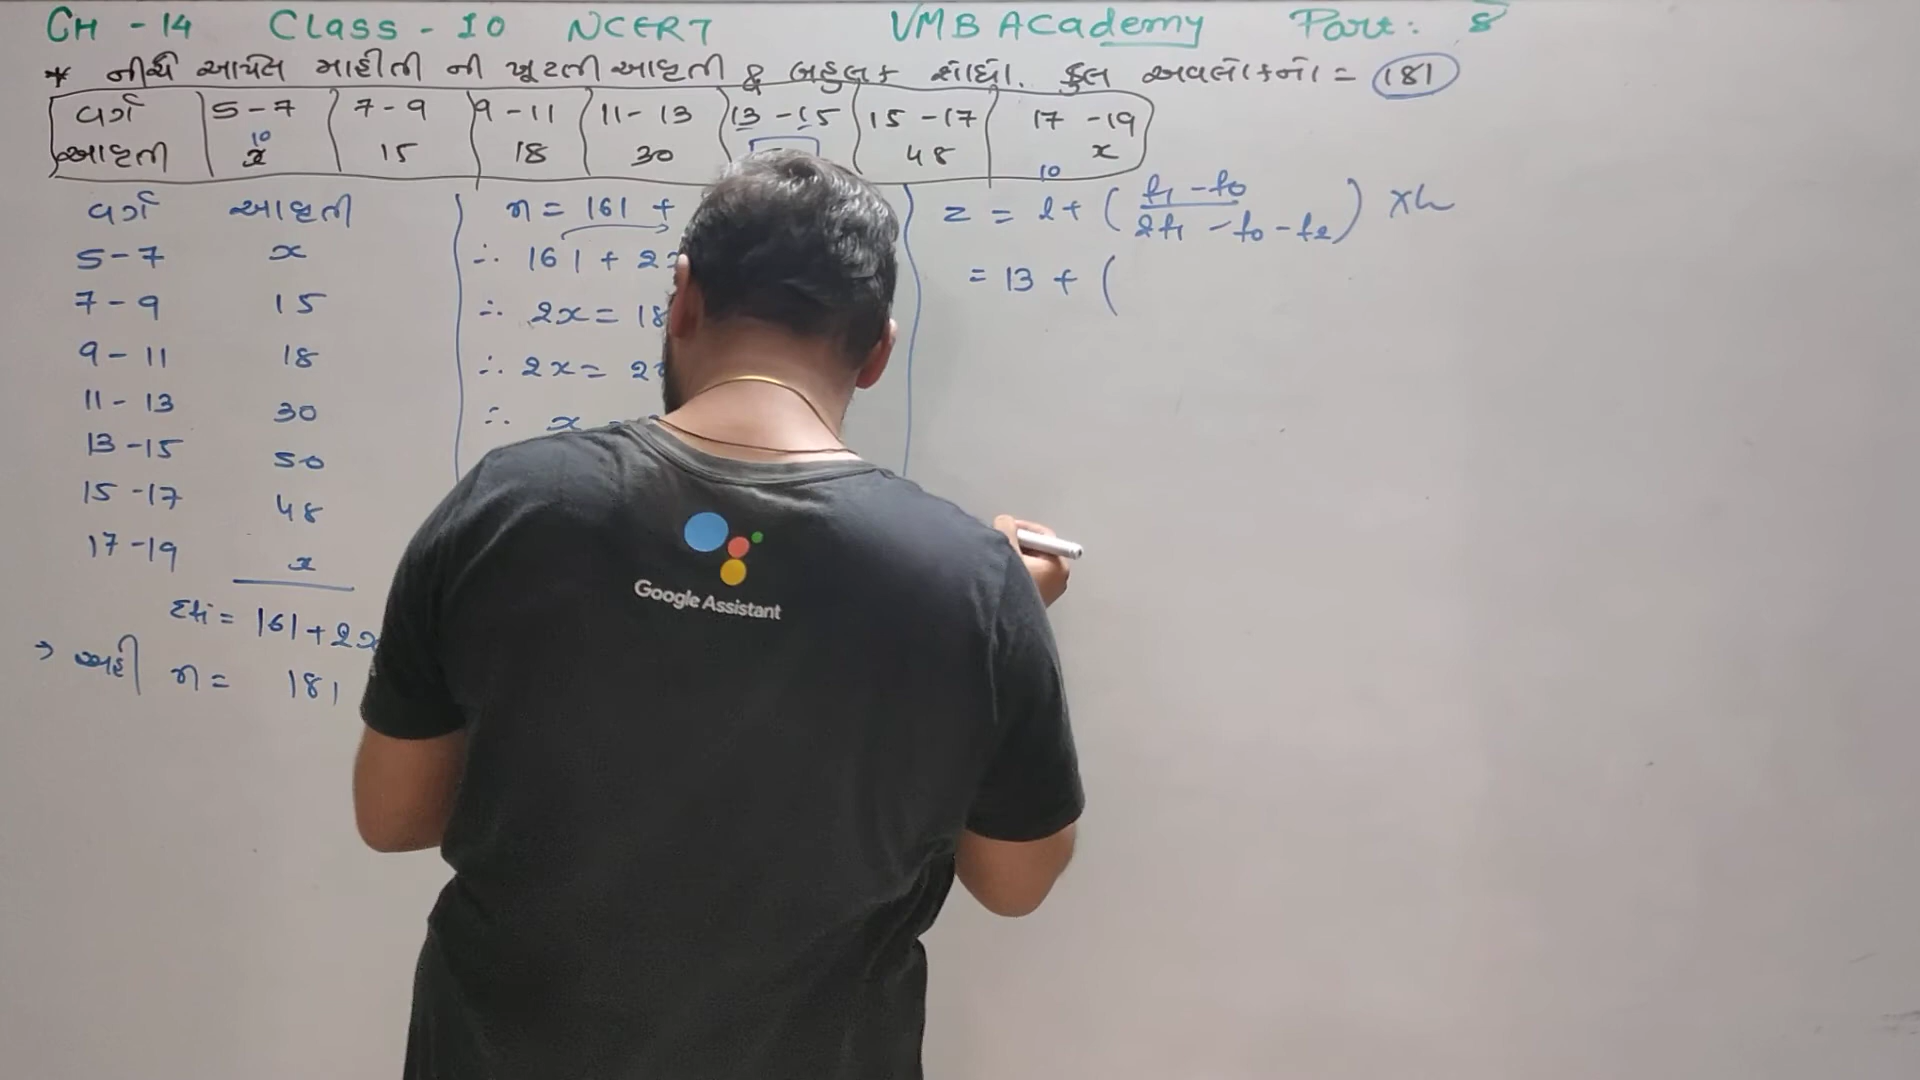 CH - 14 Class - 10 NCERT VMB Academy Part : 8
* નીચે આપેલ માહીતી ની ખૂટતી આવૃતી & બહુલક શોધો. કુલ અવલોકનો = 181
વર્ગ 5-7 7-9 9-11 11-13 13-15 15-17 17-19
આવૃતી 10 x 15 18 30 48 x
10
વર્ગ આવૃતી
5-7 x
7-9 15
9-11 18
11-13 30
13-15 50
15-17 48
17-19 x
Σfi = 161+2x
→ અહી n = 181
n = 161 +
∴ 161 + 2x
∴ 2x = 18
∴ 2x = 2
∴ x =
z = l + ( f1 - f0 / 2f1 - f0 - f2 ) × h
= 13 + (
Google Assistant